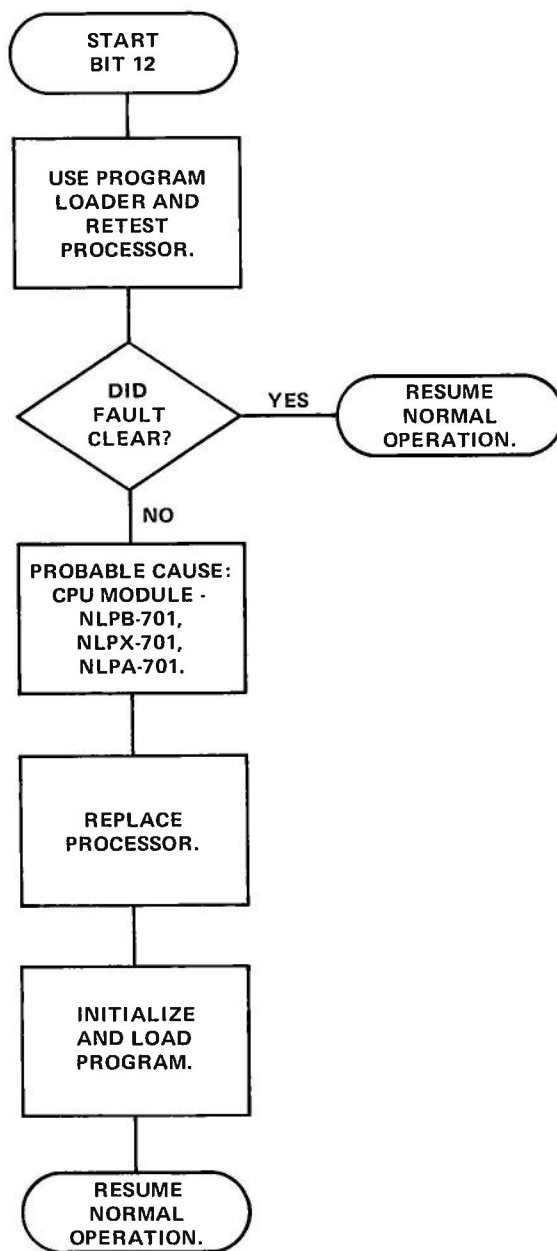 START
BIT 12
USE PROGRAM
LOADER AND
RETEST
PROCESSOR.
DID
FAULT
CLEAR?
YES
RESUME
NORMAL
OPERATION.
NO
PROBABLE CAUSE:
CPU MODULE -
NLPB-701,
NLPX-701,
NLPA-701.
REPLACE
PROCESSOR.
INITIALIZE
AND LOAD
PROGRAM.
RESUME
NORMAL
OPERATION.